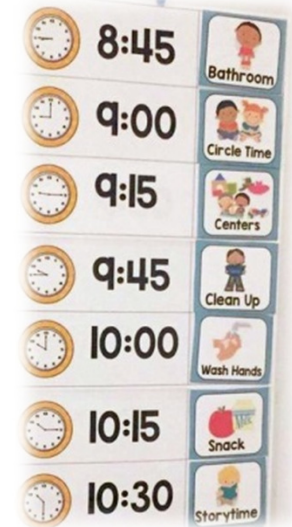 8:45 Bathroom
9:00 Circle Time
9:15 Centers
9:45 Clean Up
10:00 Wash Hands
10:15 Snack
10:30 Storytime